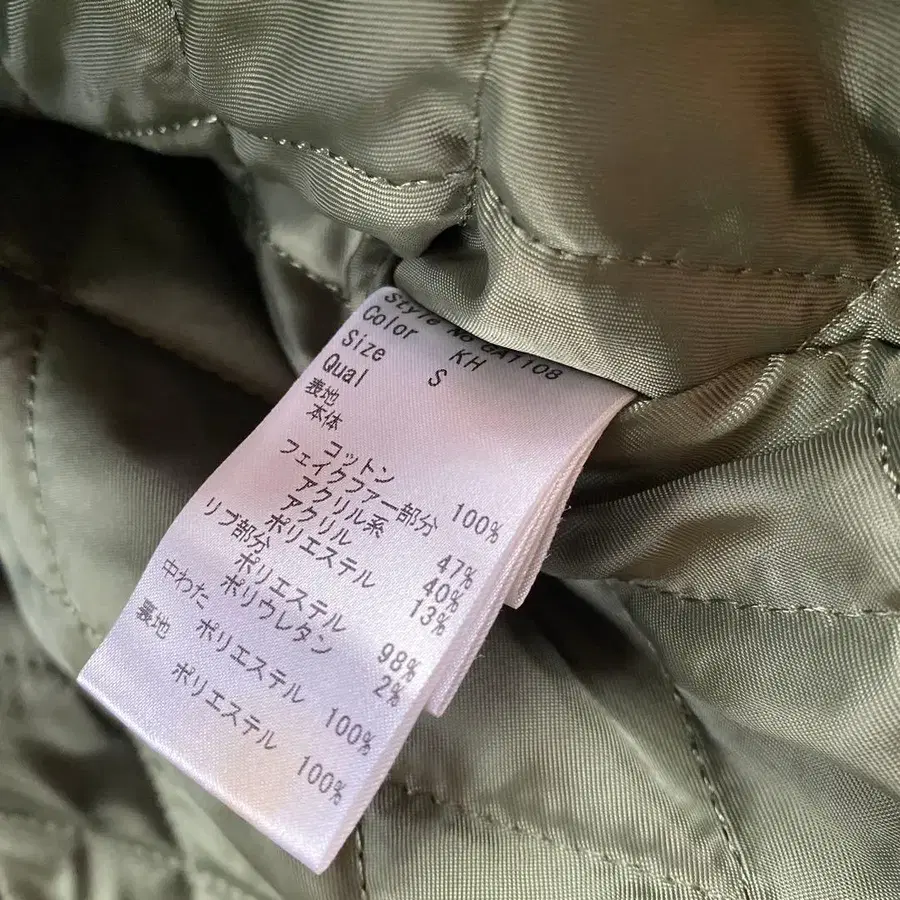 Style No CAT108
Color KH
Size S
Qual
表地
本体
コットン 100%
フェイクファー部分
アクリル系 47%
アクリル 40%
ポリエステル 13%
リブ部分
ポリエステル 98%
ポリウレタン 2%
中わた
ポリエステル 100%
裏地
ポリエステル 100%